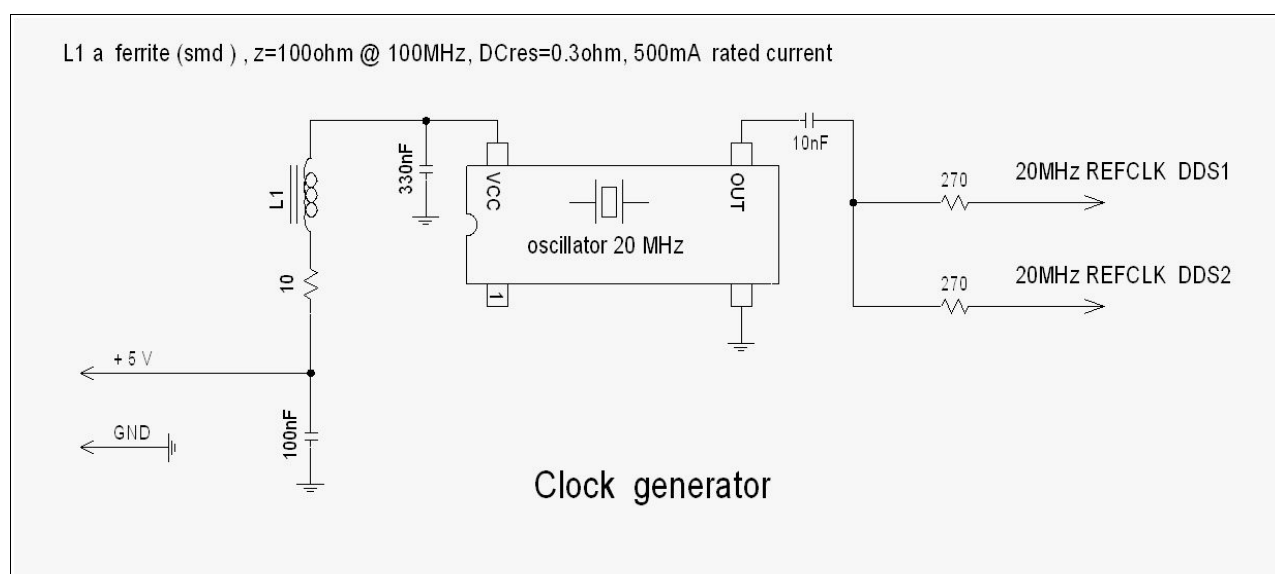 L1 a ferrite (smd ) , z=100ohm @ 100MHz, DCres=0.3ohm, 500mA rated current
10nF
330nF
VCC
OUT
L1
270
20MHz REFCLK DDS1
oscillator 20 MHz
10
270
20MHz REFCLK DDS2
1
+ 5 V
GND
100nF
Clock generator